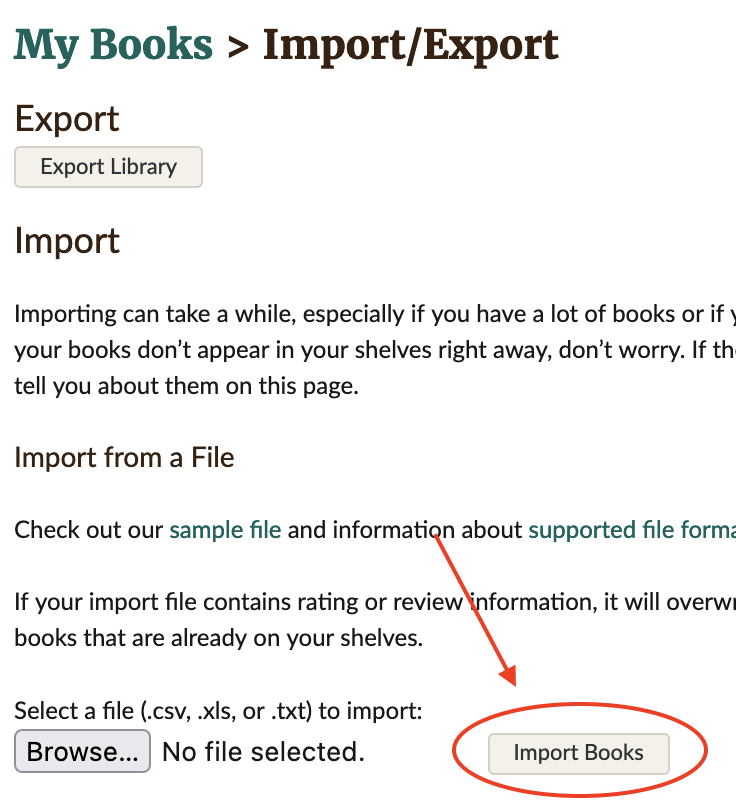 My Books > Import/Export
Export
Export Library
Import
Importing can take a while, especially if you have a lot of books or if
your books don’t appear in your shelves right away, don’t worry. If
tell you about them on this page.
Import from a File
Check out our sample file and information about supported file
If your import file contains rating or review information, it will
books that are already on your shelves.
Select a file (.csv, .xls, or .txt) to import:
Browse... No file selected.
Import Books